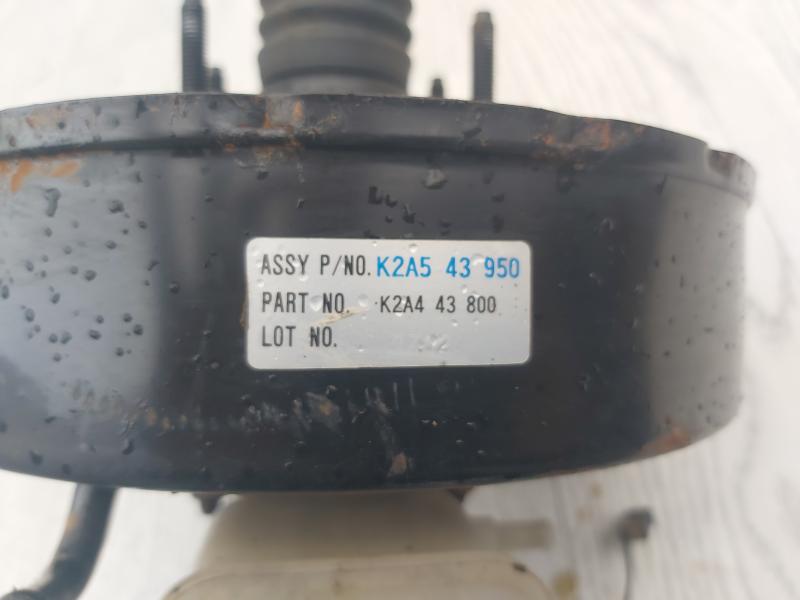 ASSY P/NO. K2A5 43 950
PART NO. K2A4 43 800
LOT NO.